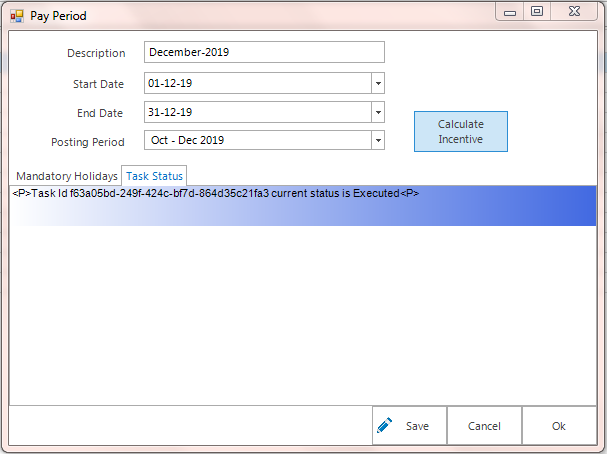 Pay Period
Description
December-2019
Start Date
01-12-19
End Date
31-12-19
Posting Period
Oct - Dec 2019
Calculate
Incentive
Mandatory Holidays
Task Status
<P>Task Id f63a05bd-249f-424c-bf7d-864d35c21fa3 current status is Executed<P>
Save
Cancel
Ok